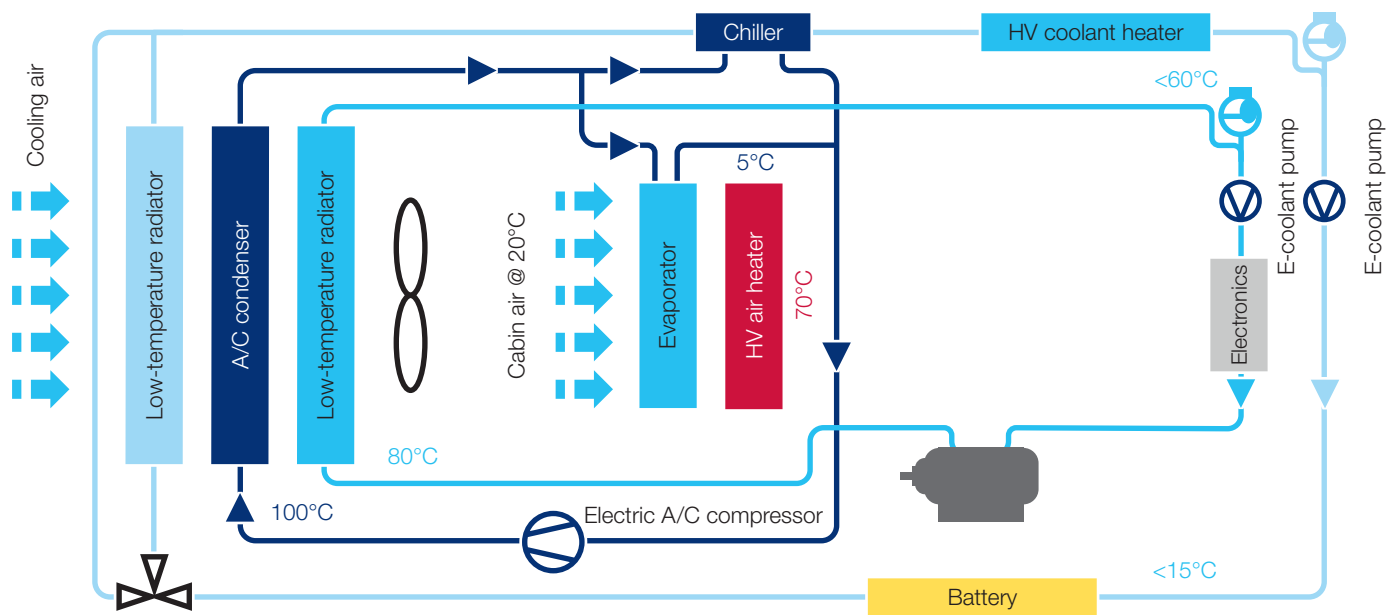 Chiller
HV coolant heater
<60°C
Cooling air
Low-temperature radiator
A/C condenser
Low-temperature radiator
Cabin air @ 20°C
Evaporator
5°C
HV air heater
70°C
Electronics
E-coolant pump
E-coolant pump
80°C
100°C
Electric A/C compressor
<15°C
Battery